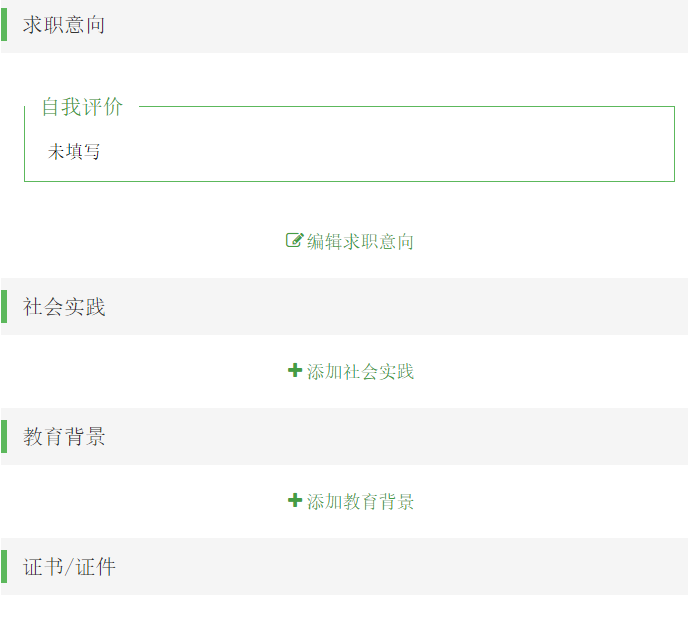 求职意向
自我评价
未填写
编辑求职意向
社会实践
添加社会实践
教育背景
添加教育背景
证书/证件